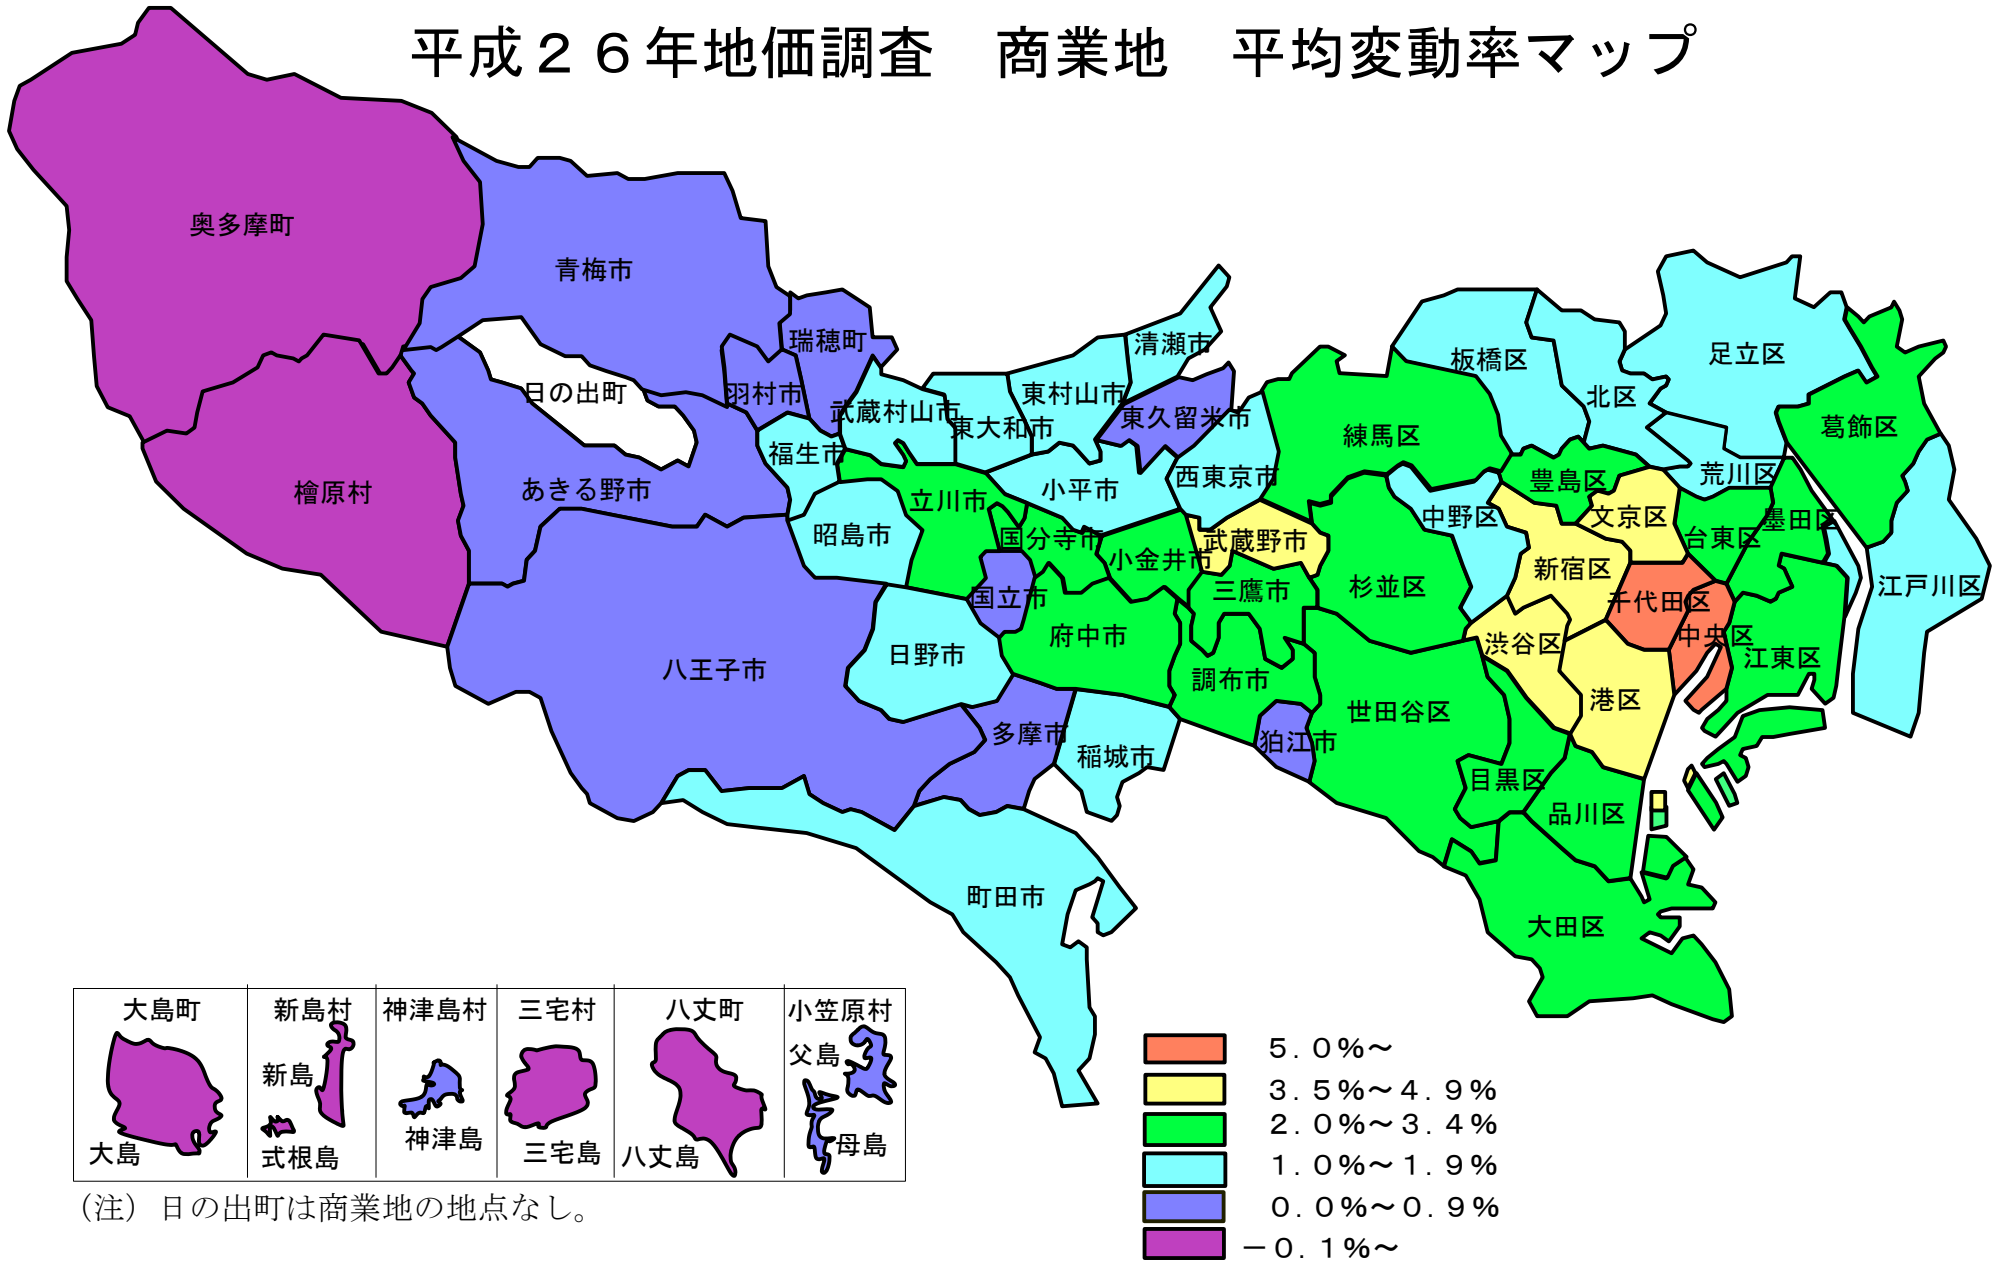 平成２６年地価調査　商業地　平均変動率マップ
奥多摩町
青梅市
瑞穂町
清瀬市
足立区
板橋区
日の出町
羽村市
武蔵村山市
東大和市
東村山市
東久留米市
北区
葛飾区
練馬区
福生市
西東京市
荒川区
檜原村
あきる野市
立川市
小平市
豊島区
中野区
文京区
墨田区
昭島市
国分寺市
武蔵野市
台東区
小金井市
新宿区
杉並区
江戸川区
三鷹市
国立市
千代田区
府中市
中央区
渋谷区
日野市
江東区
八王子市
調布市
港区
世田谷区
多摩市
狛江市
稲城市
目黒区
品川区
町田市
大田区
大島町
新島村
神津島村
三宅村
八丈町
小笠原村
父島
新島
神津島
母島
大島
式根島
三宅島
八丈島
（注）日の出町は商業地の地点なし。
５．０％～
３．５％～４．９％
２．０％～３．４％
１．０％～１．９％
０．０％～０．９％
－０．１％～